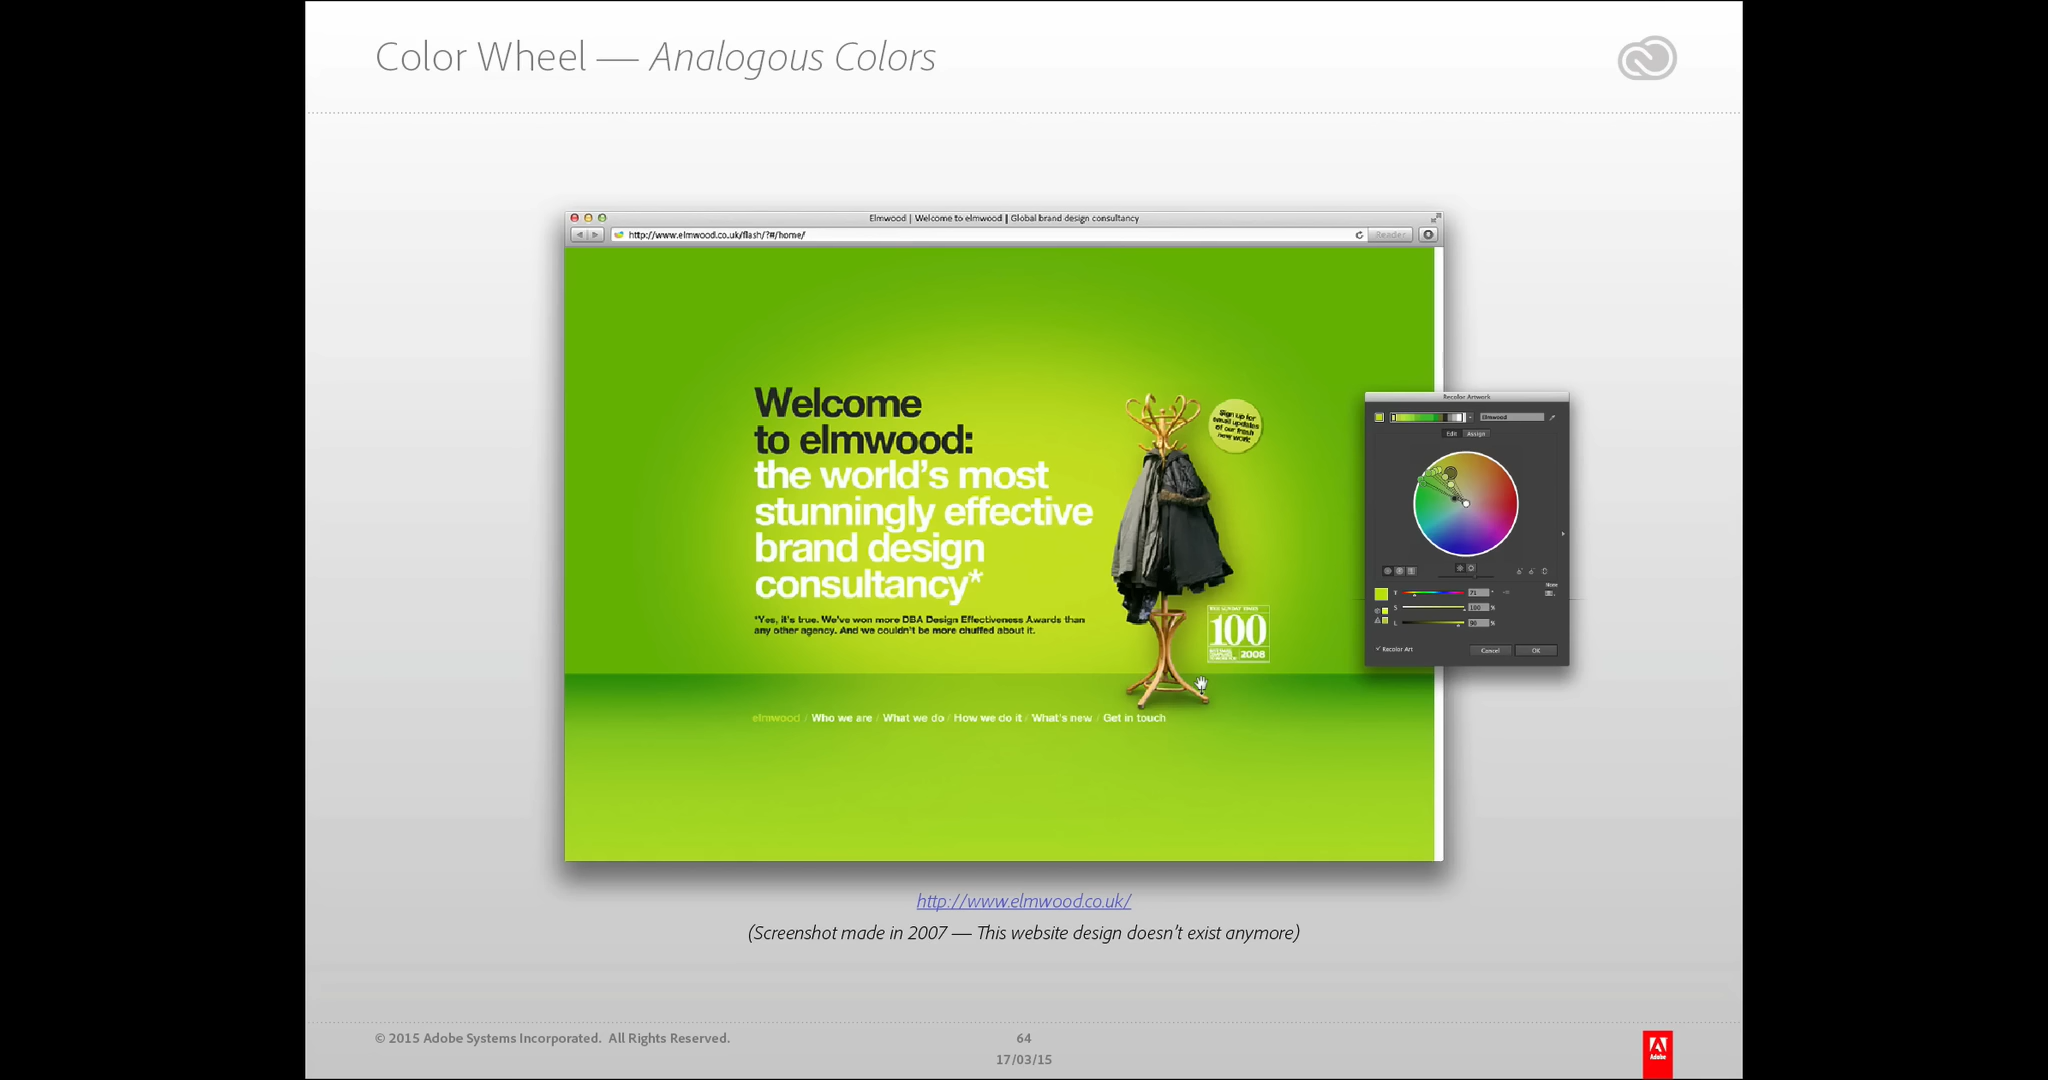 Color Wheel — Analogous Colors
Elmwood | Welcome to elmwood | Global brand design consultancy
http://www.elmwood.co.uk/flash/?#/home/
Reader
Welcome
to elmwood:
the world's most
stunningly effective
brand design
consultancy*
*Yes, it's true. We've won more DBA Design Effectiveness Awards than
any other agency. And we couldn't be more chuffed about it.
Sign up for
email updates
of our fresh
new work
100
2008
elmwood / Who we are / What we do / How we do it / What's new / Get in touch
Recolor Artwork
Elmwood
Edit Assign
None
71 °
S 100 %
90 %
Recolor Art Cancel OK
http://www.elmwood.co.uk/
(Screenshot made in 2007 — This website design doesn't exist anymore)
© 2015 Adobe Systems Incorporated. All Rights Reserved.
64
17/03/15
Adobe